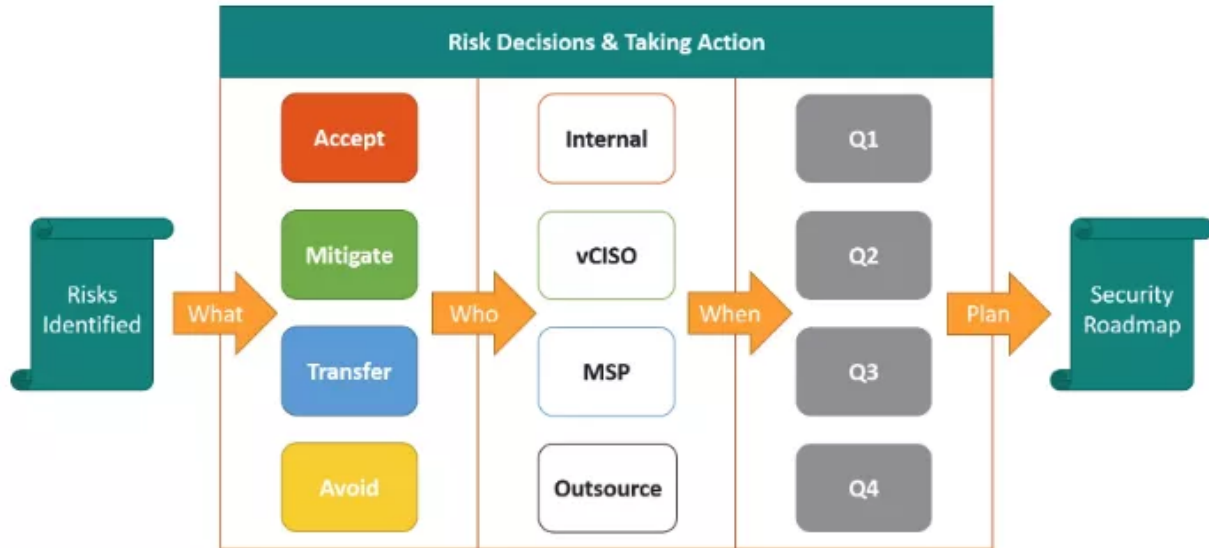 Risk Decisions & Taking Action
Risks
Identified
What
Accept
Mitigate
Transfer
Avoid
Who
Internal
vCISO
MSP
Outsource
When
Q1
Q2
Q3
Q4
Plan
Security
Roadmap